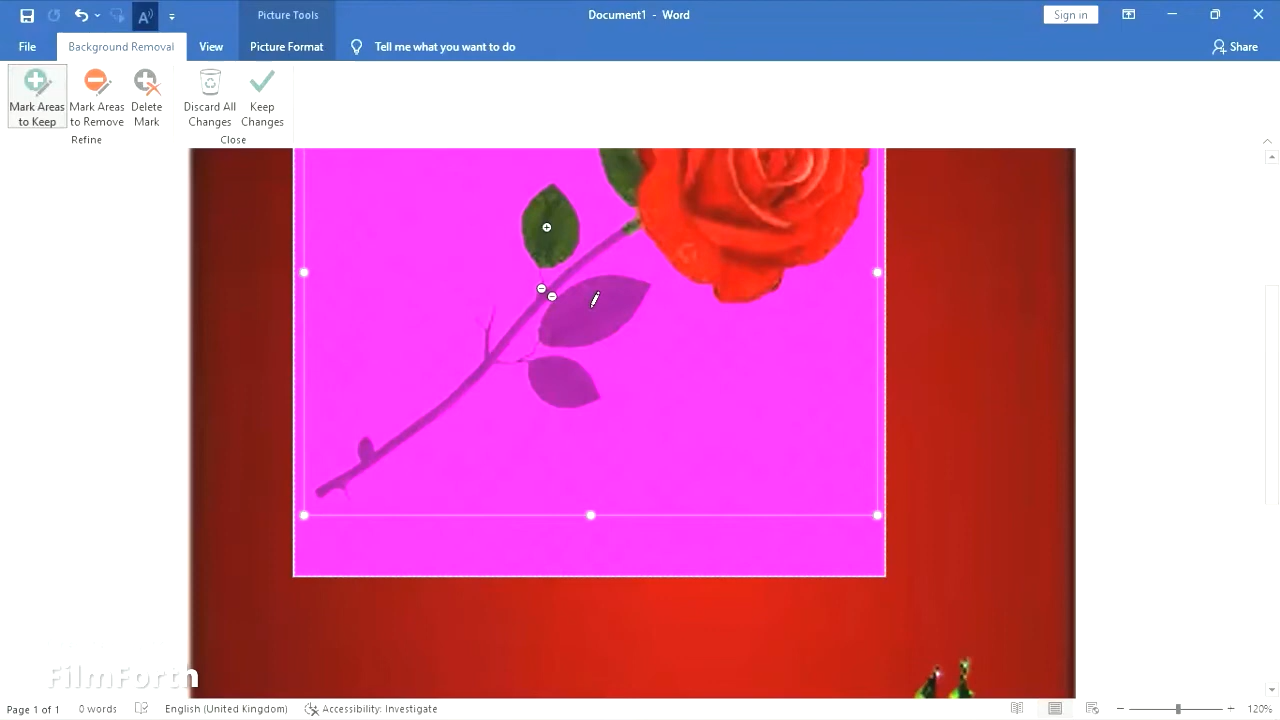 Picture Tools
Document1 - Word
Sign in
File
Background Removal
View
Picture Format
Tell me what you want to do
Share
Mark Areas
to Keep
Mark Areas
to Remove
Delete
Mark
Discard All
Changes
Keep
Changes
Refine
Close
FilmForth
Page 1 of 1
0 words
English (United Kingdom)
Accessibility: Investigate
120%